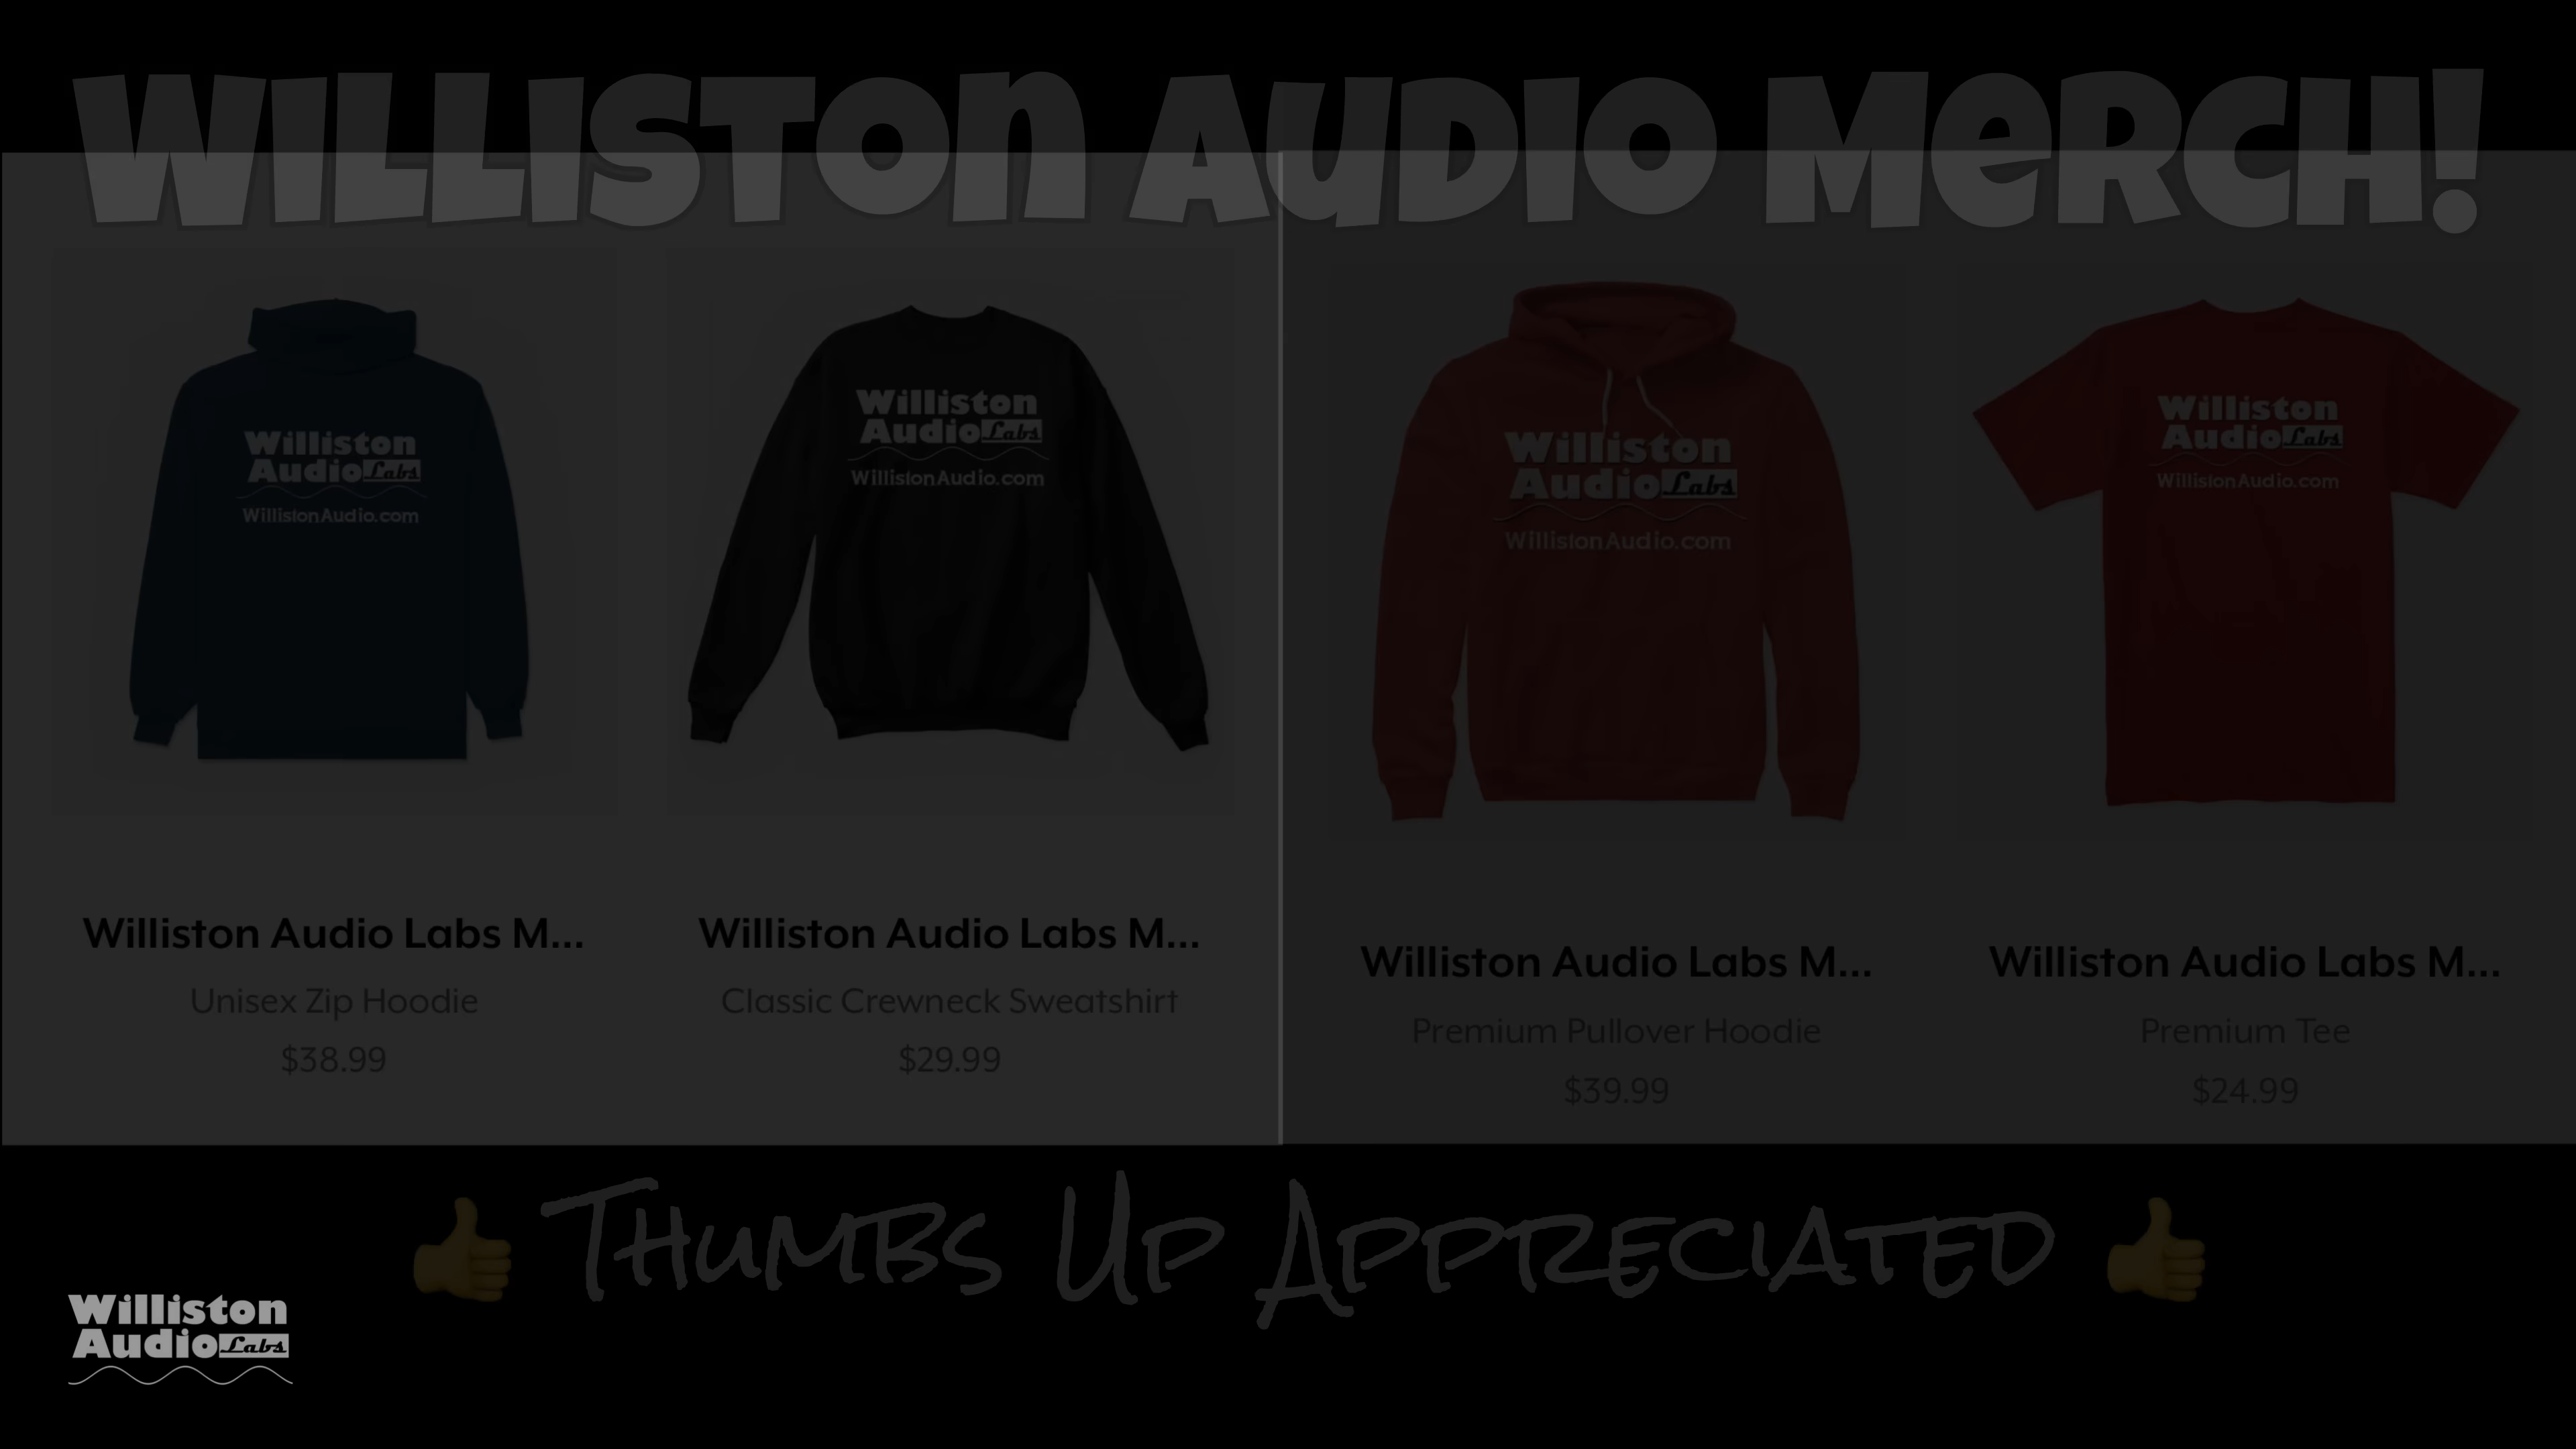 Williston Audio Merch!
Williston
Audio Labs
WillistonAudio.com
Williston
Audio Labs
WillistonAudio.com
Williston
Audio Labs
WillistonAudio.com
Williston
Audio Labs
WillistonAudio.com
Williston Audio Labs M...
Unisex Zip Hoodie
$38.99
Williston Audio Labs M...
Classic Crewneck Sweatshirt
$29.99
Williston Audio Labs M...
Premium Pullover Hoodie
$39.99
Williston Audio Labs M...
Premium Tee
$24.99
👍 Thumbs Up Appreciated 👍
Williston
Audio Labs